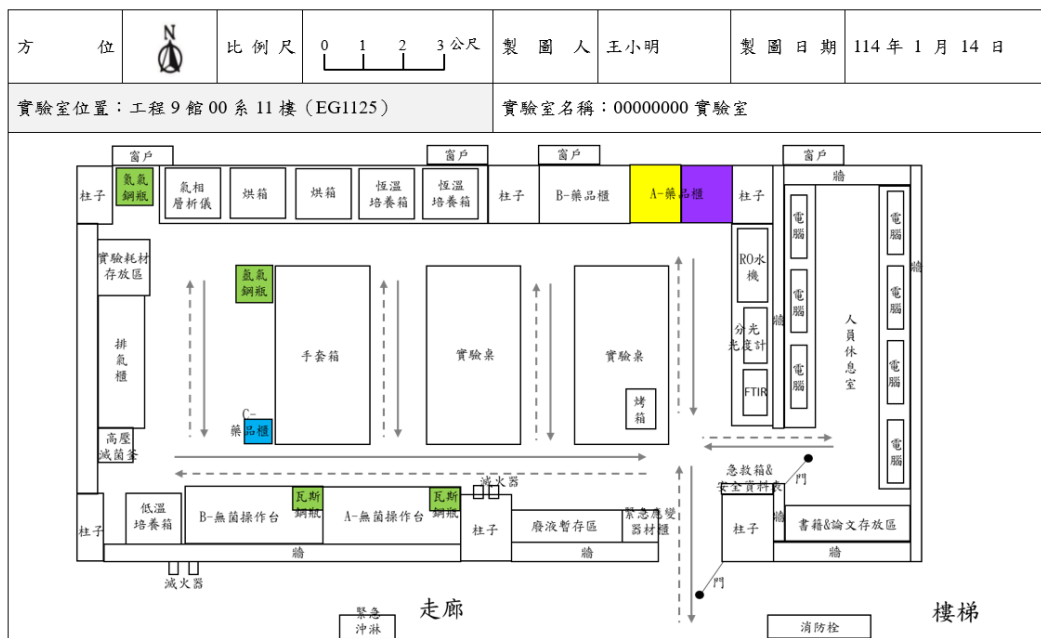 方位
N
比例尺
0 1 2 3 公尺
製圖人
王小明
製圖日期
114 年 1 月 14 日
實驗室位置：工程 9 館 00 系 11 樓（EG1125）
實驗室名稱：00000000 實驗室
窗戶
窗戶
窗戶
窗戶
柱子
氮氣
鋼瓶
氣相
層析儀
烘箱
烘箱
恆溫
培養箱
恆溫
培養箱
柱子
B-藥品櫃
A-藥品櫃
柱子
牆
電腦
電腦
電腦
電腦
電腦
電腦
電腦
牆
牆
人員休息室
RO水
機
分光
光度計
FTIR
實驗耗材
存放區
排氣櫃
高壓
滅菌釜
氬氣
鋼瓶
手套箱
實驗桌
實驗桌
烤
箱
C-
藥品櫃
滅火器
急救箱&
安全資料表
門
柱子
低溫
培養箱
B-無菌操作台
瓦斯
鋼瓶
A-無菌操作台
瓦斯
鋼瓶
柱子
廢液暫存區
緊急應變
器材櫃
柱子
牆
書籍&論文存放區
牆
牆
牆
滅火器
門
緊急
沖淋
走廊
消防栓
樓梯